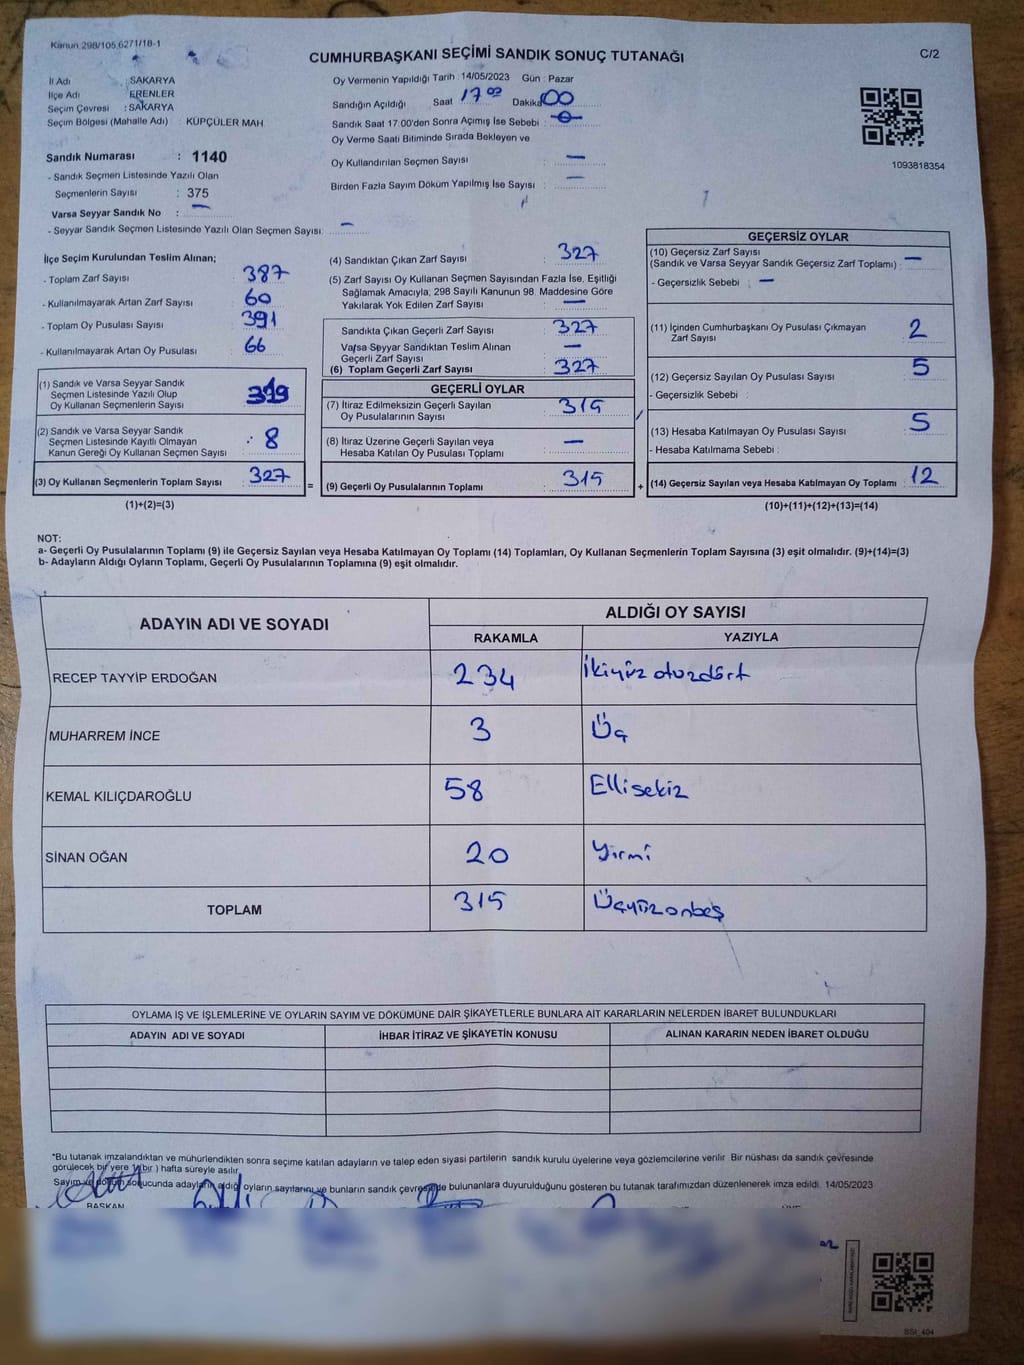 Kanun 298/105,6271/18-1
CUMHURBAŞKANI SEÇİMİ SANDIK SONUÇ TUTANAĞI
C/2
İl Adı : SAKARYA
İlçe Adı : ERENLER
Seçim Çevresi : SAKARYA
Seçim Bölgesi (Mahalle Adı) : KÜPÇÜLER MAH
Sandık Numarası : 1140
- Sandık Seçmen Listesinde Yazılı Olan
Seçmenlerin Sayısı : 375
Varsa Seyyar Sandık No : —
- Seyyar Sandık Seçmen Listesinde Yazılı Olan Seçmen Sayısı: —
Oy Vermenin Yapıldığı Tarih : 14/05/2023 Gün : Pazar
Sandığın Açıldığı Saat 17 00 Dakika 00
Sandık Saat 17:00'den Sonra Açımış İse Sebebi :
Oy Verme Saati Bitiminde Sırada Bekleyen ve
Oy Kullandırılan Seçmen Sayısı : —
Birden Fazla Sayım Döküm Yapılmış İse Sayısı : —
1093818354
İlçe Seçim Kurulundan Teslim Alınan;
- Toplam Zarf Sayısı : 387
- Kullanılmayarak Artan Zarf Sayısı : 60
- Toplam Oy Pusulası Sayısı : 391
- Kullanılmayarak Artan Oy Pusulası : 66
(1) Sandık ve Varsa Seyyar Sandık
Seçmen Listesinde Yazılı Olup
Oy Kullanan Seçmenlerin Sayısı : 319
(2) Sandık ve Varsa Seyyar Sandık
Seçmen Listesinde Kayıtlı Olmayan
Kanun Gereği Oy Kullanan Seçmen Sayısı : 8
(3) Oy Kullanan Seçmenlerin Toplam Sayısı : 327
(1)+(2)=(3)
=
(4) Sandıktan Çıkan Zarf Sayısı : 327
(5) Zarf Sayısı Oy Kullanan Seçmen Sayısından Fazla İse, Eşitliği
Sağlamak Amacıyla, 298 Sayılı Kanunun 98. Maddesine Göre
Yakılarak Yok Edilen Zarf Sayısı : —
Sandıkta Çıkan Geçerli Zarf Sayısı : 327
Varsa Seyyar Sandıktan Teslim Alınan
Geçerli Zarf Sayısı : —
(6) Toplam Geçerli Zarf Sayısı : 327
GEÇERLİ OYLAR
(7) İtiraz Edilmeksizin Geçerli Sayılan
Oy Pusulalarının Sayısı : 315
(8) İtiraz Üzerine Geçerli Sayılan veya
Hesaba Katılan Oy Pusulası Toplamı : —
(9) Geçerli Oy Pusulalarının Toplamı : 315
+
GEÇERSİZ OYLAR
(10) Geçersiz Zarf Sayısı
(Sandık ve Varsa Seyyar Sandık Geçersiz Zarf Toplamı) : —
- Geçersizlik Sebebi : —
(11) İçinden Cumhurbaşkanı Oy Pusulası Çıkmayan
Zarf Sayısı : 2
(12) Geçersiz Sayılan Oy Pusulası Sayısı : 5
- Geçersizlik Sebebi :
(13) Hesaba Katılmayan Oy Pusulası Sayısı : 5
- Hesaba Katılmama Sebebi :
(14) Geçersiz Sayılan veya Hesaba Katılmayan Oy Toplamı : 12
(10)+(11)+(12)+(13)=(14)
NOT:
a- Geçerli Oy Pusulalarının Toplamı (9) ile Geçersiz Sayılan veya Hesaba Katılmayan Oy Toplamı (14) Toplamları, Oy Kullanan Seçmenlerin Toplam Sayısına (3) eşit olmalıdır. (9)+(14)=(3)
b- Adayların Aldığı Oyların Toplamı, Geçerli Oy Pusulalarının Toplamına (9) eşit olmalıdır.
ADAYIN ADI VE SOYADI
ALDIĞI OY SAYISI
RAKAMLA YAZIYLA
RECEP TAYYİP ERDOĞAN 234 İkiyüz otuzdört
MUHARREM İNCE 3 Üç
KEMAL KILIÇDAROĞLU 58 Ellisekiz
SİNAN OĞAN 20 Yirmi
TOPLAM 315 Üçyüzonbeş
OYLAMA İŞ VE İŞLEMLERİNE VE OYLARIN SAYIM VE DÖKÜMÜNE DAİR ŞİKAYETLERLE BUNLARA AİT KARARLARIN NELERDEN İBARET BULUNDUKLARI
ADAYIN ADI VE SOYADI İHBAR İTİRAZ VE ŞİKAYETİN KONUSU ALINAN KARARIN NEDEN İBARET OLDUĞU
*Bu tutanak imzalandıktan ve mühürlendikten sonra seçime katılan adayların ve talep eden siyasi partilerin sandık kurulu üyelerine veya gözlemcilerine verilir. Bir nüshası da sandık çevresinde
görülecek bir yere 1(bir ) hafta süreyle asılır.
Sayım ve döküm sonucunda adayların aldığı oyların sayılarını ve bunların sandık çevresinde bulunanlara duyurulduğunu gösteren bu tutanak tarafımızdan düzenlenerek imza edildi. 14/05/2023
BAŞKAN